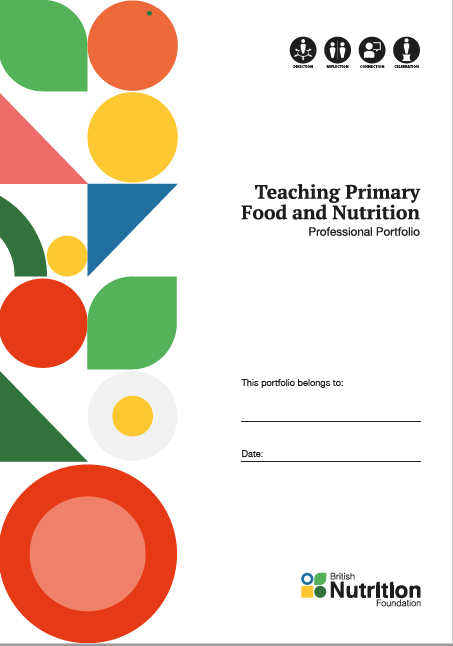 DIRECTION REFLECTION CONNECTION CELEBRATION
Teaching Primary
Food and Nutrition
Professional Portfolio
This portfolio belongs to:
Date:
British
Nutrition
Foundation